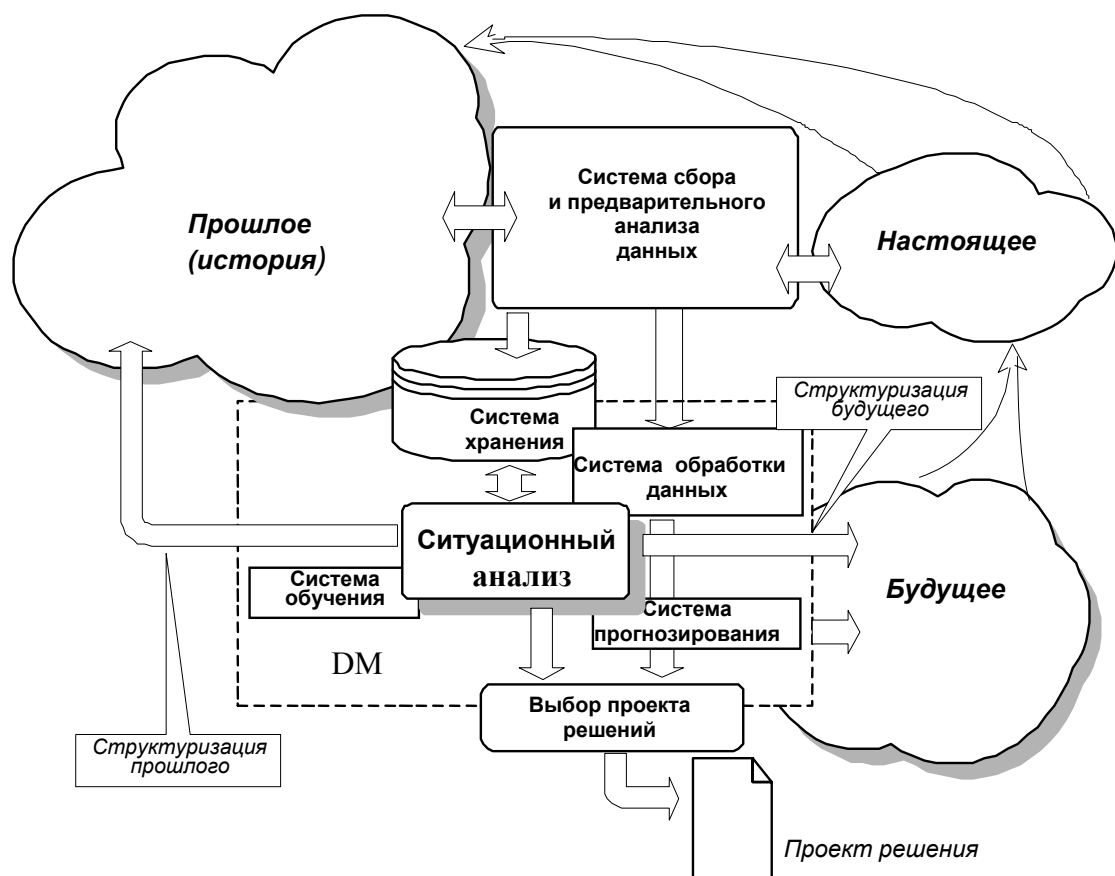 Система сбора
и предварительного
анализа
данных
Прошлое
(история)
Настоящее
Структуризация
будущего
Система
хранения
Система обработки
данных
Ситуационный
анализ
Система
обучения
Система
прогнозирования
Будущее
DM
Выбор проекта
решений
Структуризация
прошлого
Проект решения